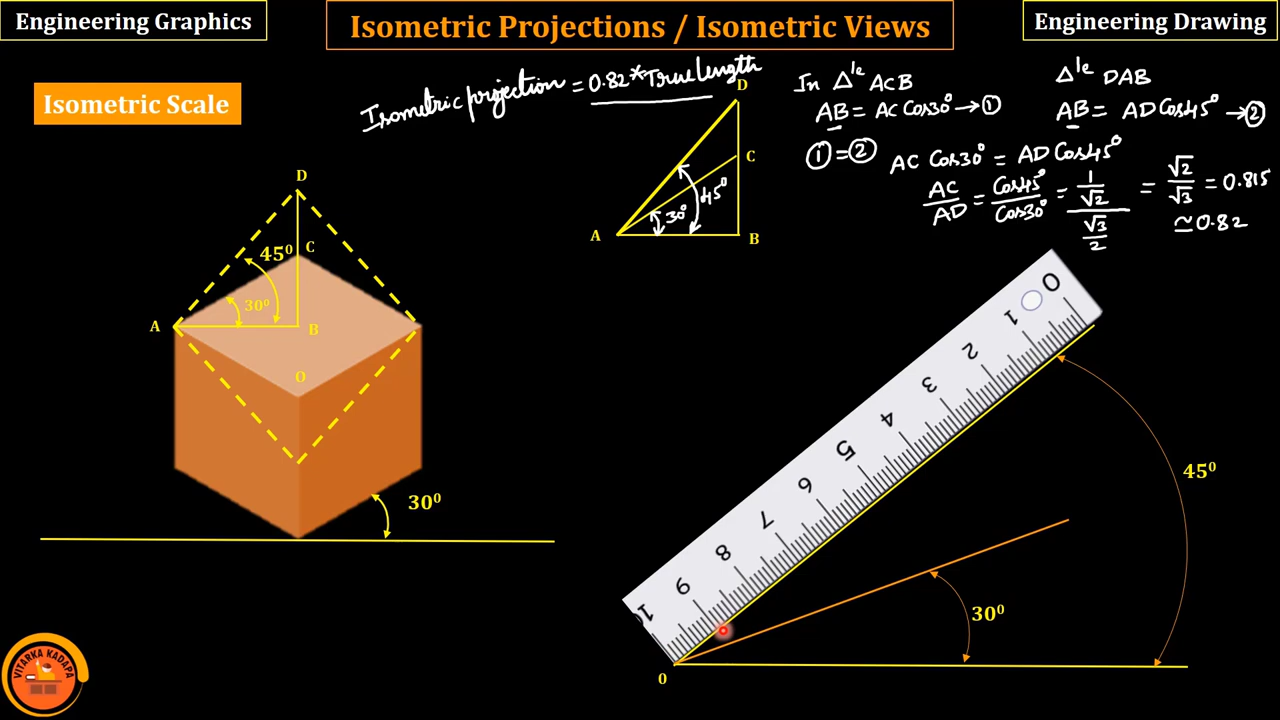 Engineering Graphics
Isometric Projections / Isometric Views
Engineering Drawing
Isometric Scale
Isometric projection = 0.82*True length
In Δle ACB
AB = AC Cos30° → ①
Δle DAB
AB = AD Cos45° → ②
① = ②
AC Cos30° = AD Cos45°
AC/AD = Cos45°/Cos30° = (1/√2)/(√3/2) = √2/√3 = 0.815
≃ 0.82
D
C
45°
30°
A
B
D
C
45°
30°
A
B
O
30°
0
1
2
3
4
5
6
7
8
9
10
45°
30°
0
VITARKA KADAPA